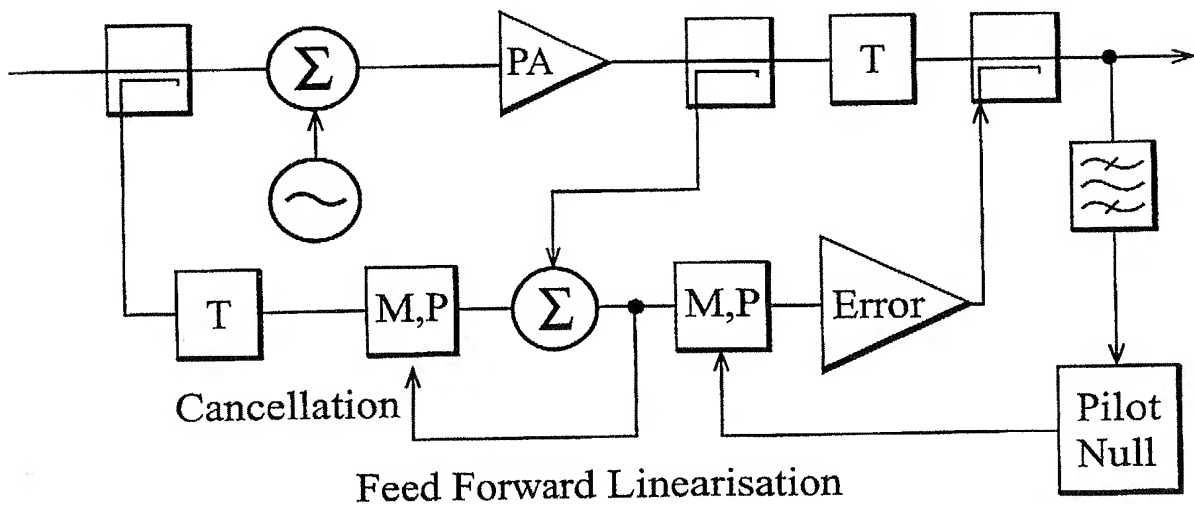 Σ
PA
T
T
M,P
Σ
M,P
Error
Cancellation
Pilot
Null
Feed Forward Linearisation